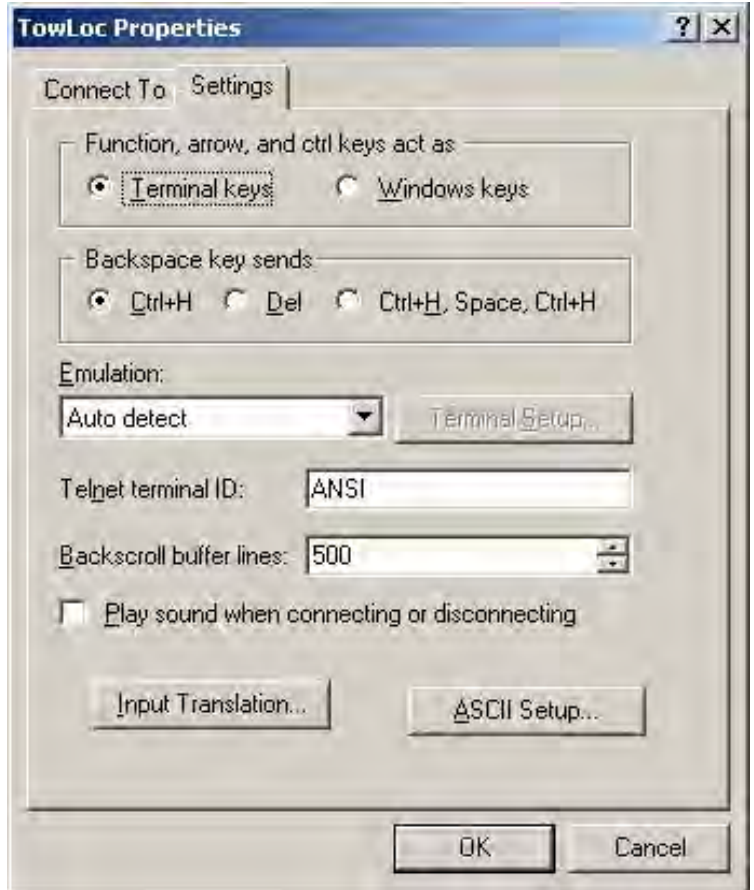 TowLoc Properties
Connect To Settings
Function, arrow, and ctrl keys act as
Terminal keys Windows keys
Backspace key sends
Ctrl+H Del Ctrl+H, Space, Ctrl+H
Emulation:
Auto detect Terminal Setup...
Telnet terminal ID: ANSI
Backscroll buffer lines: 500
Play sound when connecting or disconnecting
Input Translation... ASCII Setup...
OK Cancel